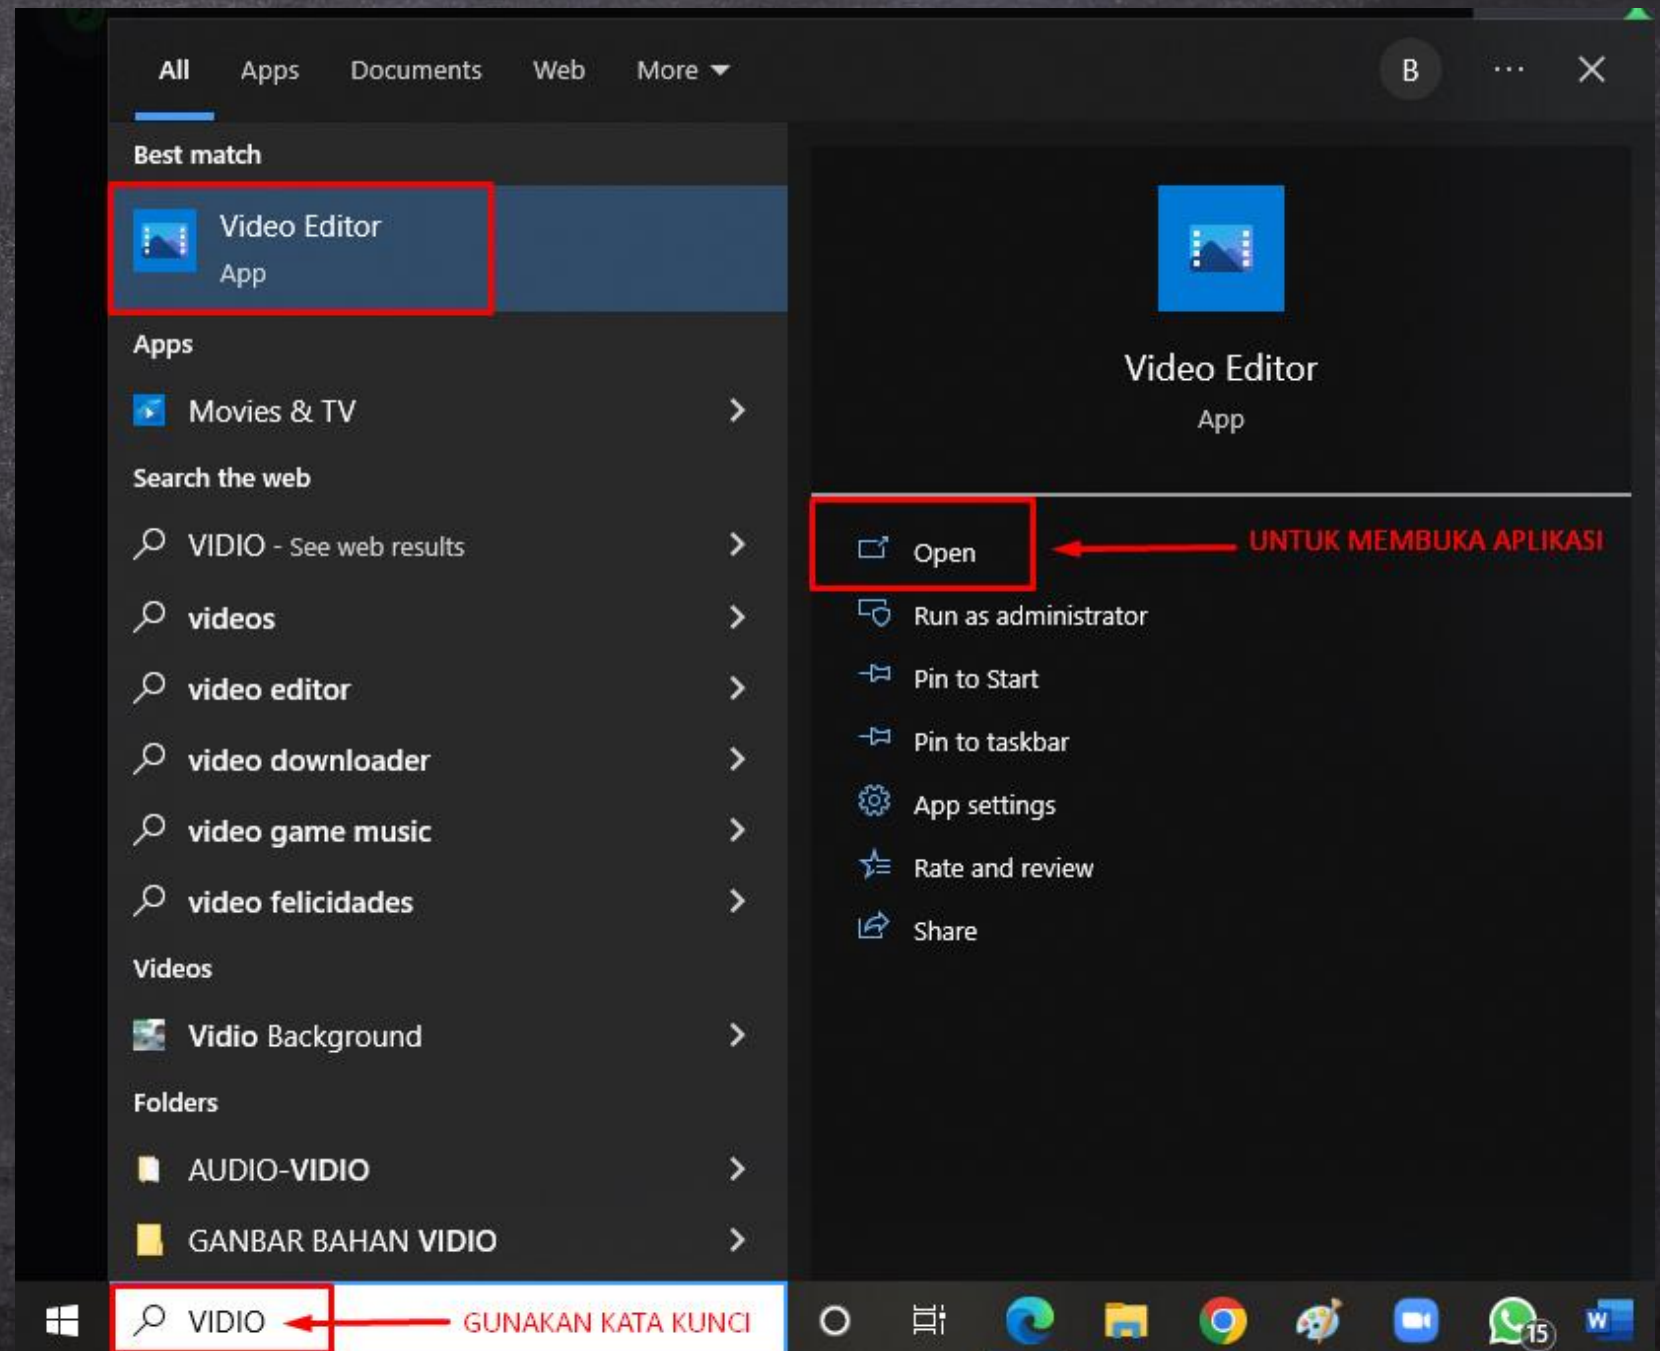 All Apps Documents Web More B ...
Best match
Video Editor
App
Apps
Movies & TV
Search the web
VIDIO - See web results
videos
video editor
video downloader
video game music
video felicidades
Videos
Vidio Background
Folders
AUDIO-VIDIO
GANBAR BAHAN VIDIO
VIDIO GUNAKAN KATA KUNCI
Video Editor
App
Open UNTUK MEMBUKA APLIKASI
Run as administrator
Pin to Start
Pin to taskbar
App settings
Rate and review
Share
15
W